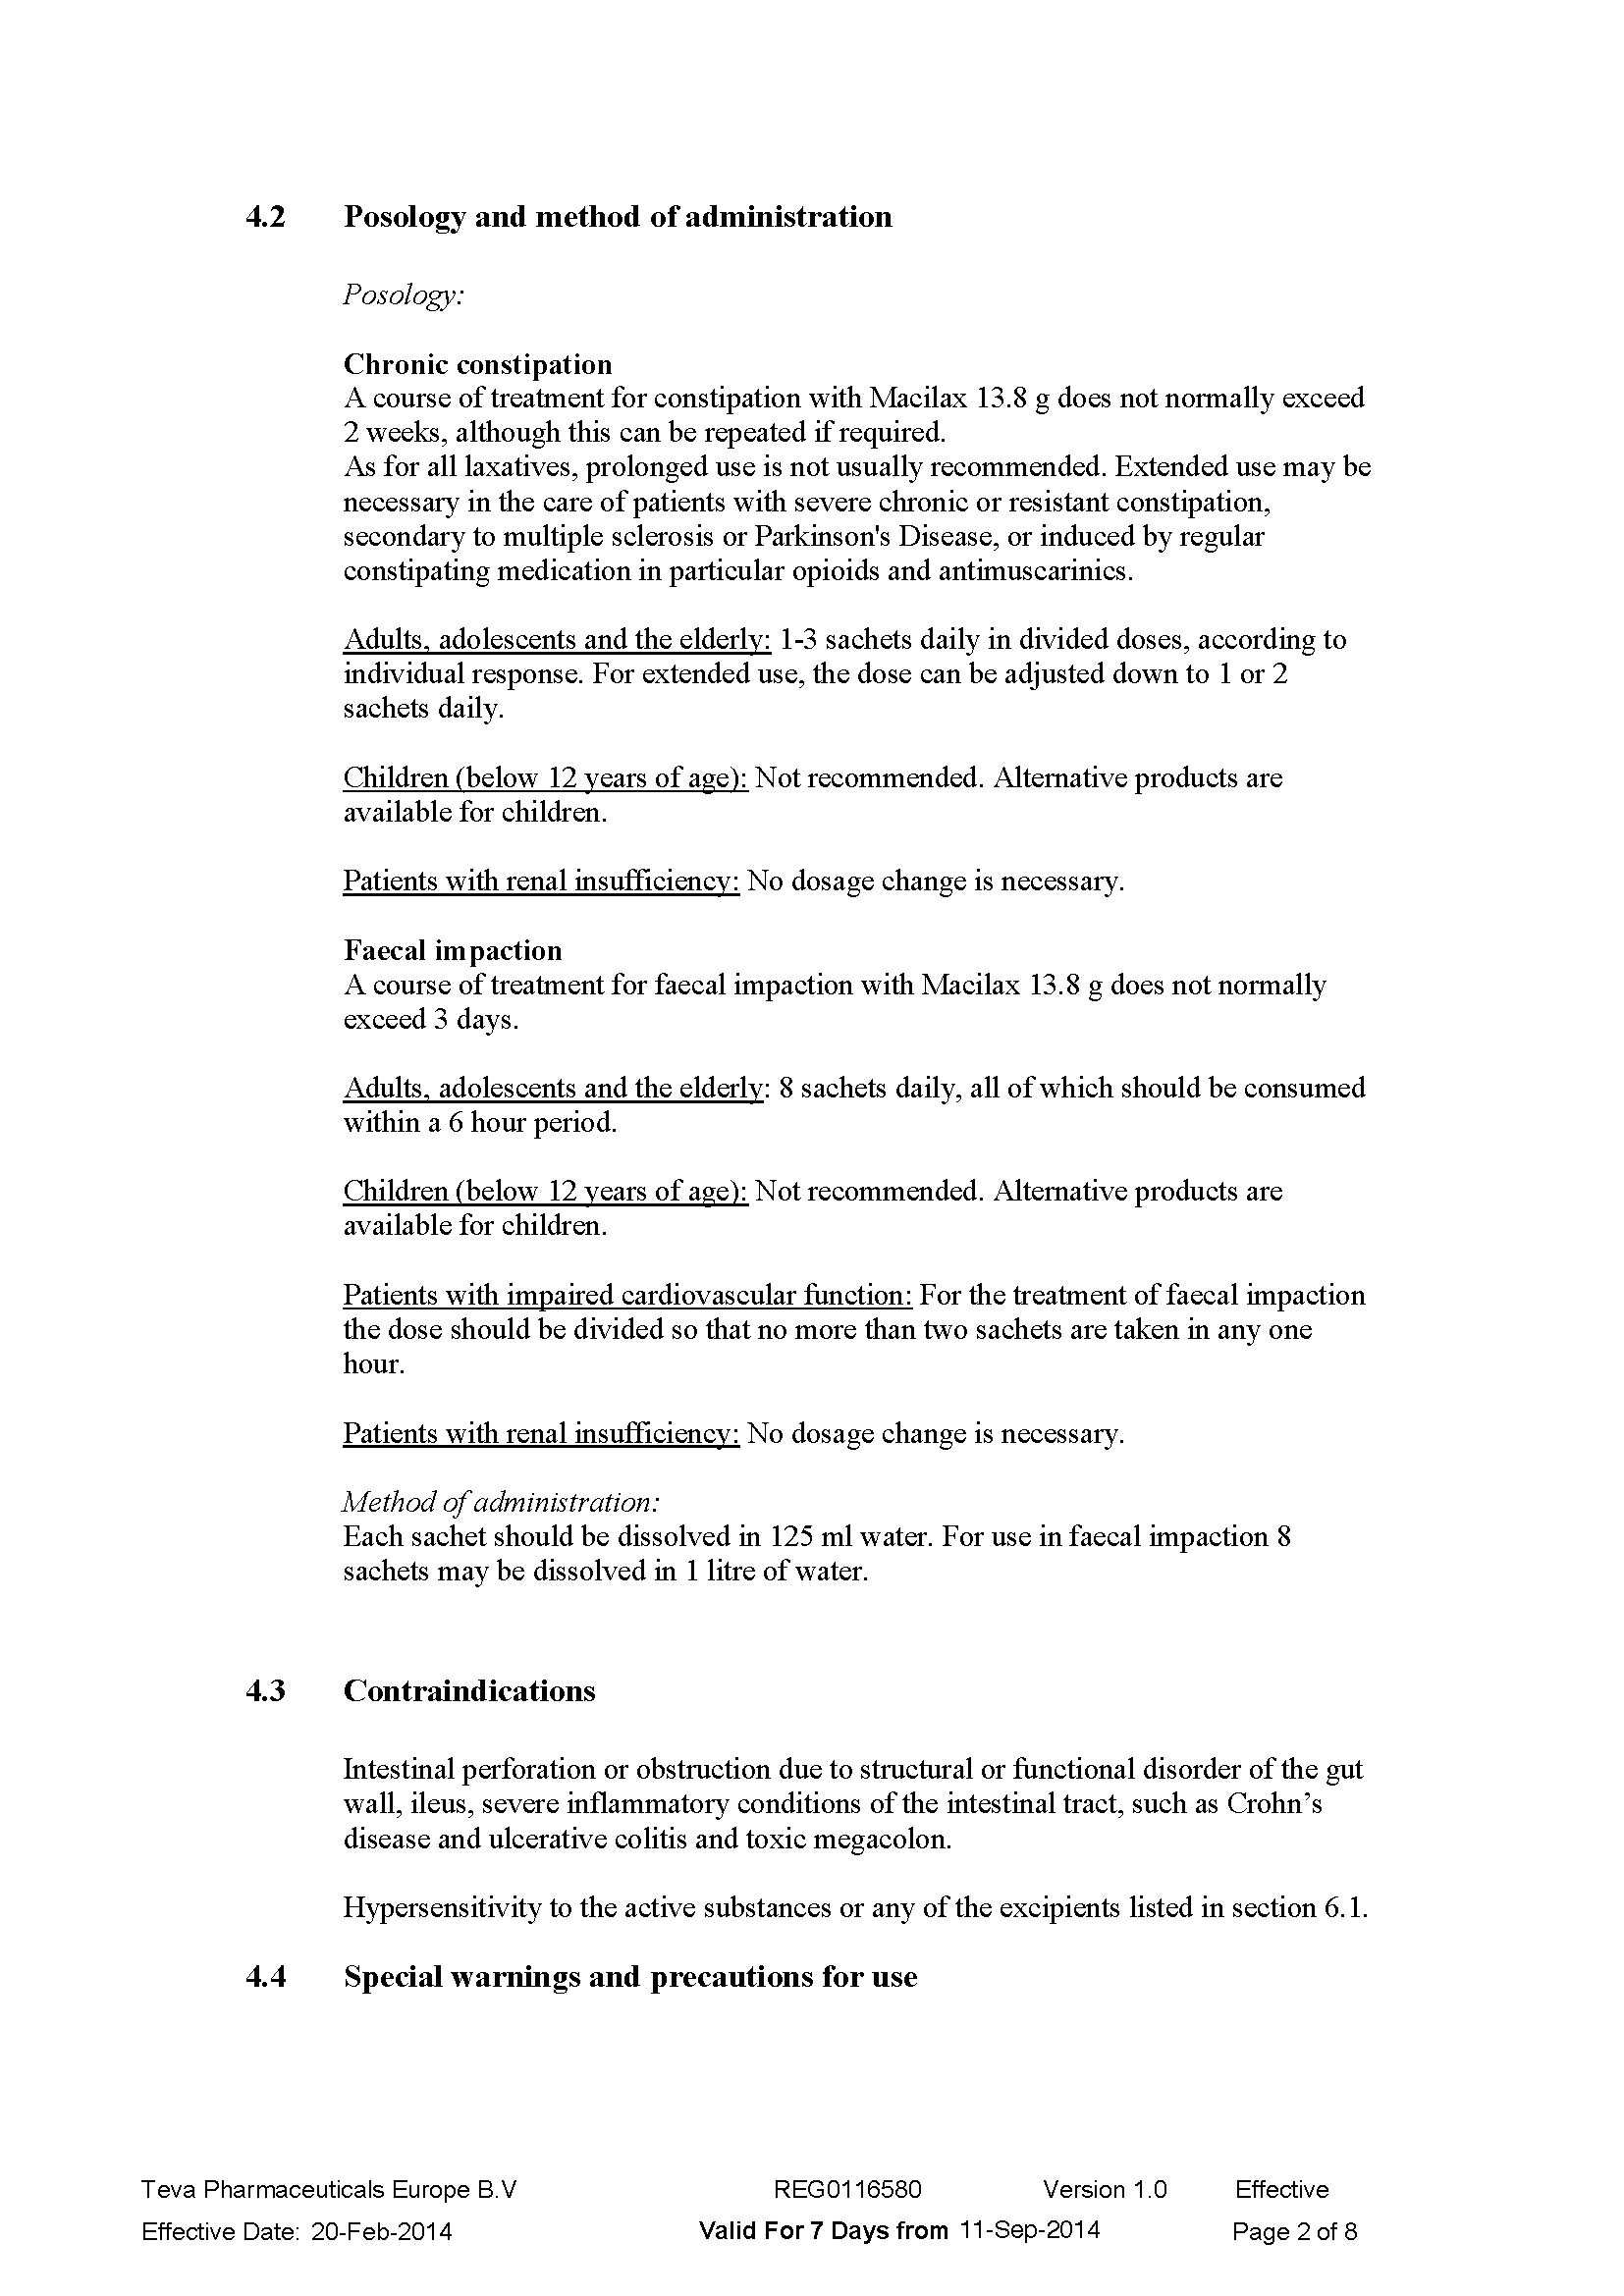 4.2 Posology and method of administration
Posology:
Chronic constipation
A course of treatment for constipation with Macilax 13.8 g does not normally exceed
2 weeks, although this can be repeated if required.
As for all laxatives, prolonged use is not usually recommended. Extended use may be
necessary in the care of patients with severe chronic or resistant constipation,
secondary to multiple sclerosis or Parkinson's Disease, or induced by regular
constipating medication in particular opioids and antimuscarinics.
Adults, adolescents and the elderly: 1-3 sachets daily in divided doses, according to
individual response. For extended use, the dose can be adjusted down to 1 or 2
sachets daily.
Children (below 12 years of age): Not recommended. Alternative products are
available for children.
Patients with renal insufficiency: No dosage change is necessary.
Faecal impaction
A course of treatment for faecal impaction with Macilax 13.8 g does not normally
exceed 3 days.
Adults, adolescents and the elderly: 8 sachets daily, all of which should be consumed
within a 6 hour period.
Children (below 12 years of age): Not recommended. Alternative products are
available for children.
Patients with impaired cardiovascular function: For the treatment of faecal impaction
the dose should be divided so that no more than two sachets are taken in any one
hour.
Patients with renal insufficiency: No dosage change is necessary.
Method of administration:
Each sachet should be dissolved in 125 ml water. For use in faecal impaction 8
sachets may be dissolved in 1 litre of water.
4.3 Contraindications
Intestinal perforation or obstruction due to structural or functional disorder of the gut
wall, ileus, severe inflammatory conditions of the intestinal tract, such as Crohn’s
disease and ulcerative colitis and toxic megacolon.
Hypersensitivity to the active substances or any of the excipients listed in section 6.1.
4.4 Special warnings and precautions for use
Teva Pharmaceuticals Europe B.V REG0116580 Version 1.0 Effective
Effective Date: 20-Feb-2014 Valid For 7 Days from 11-Sep-2014 Page 2 of 8